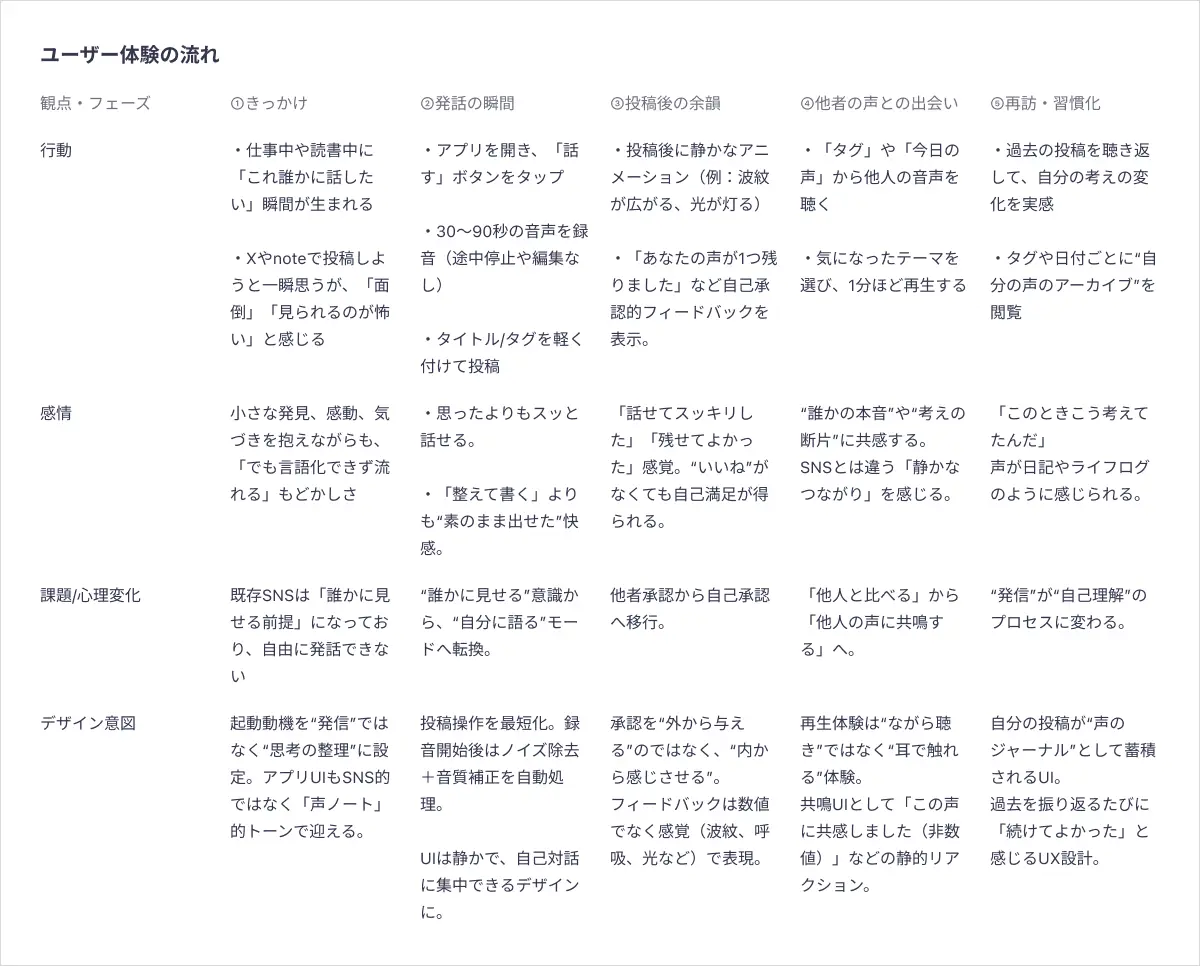 ユーザー体験の流れ
観点・フェーズ
①きっかけ
②発話の瞬間
③投稿後の余韻
④他者の声との出会い
⑤再訪・習慣化
行動
・仕事中や読書中に
「これ誰かに話した
い」瞬間が生まれる
・Xやnoteで投稿しよ
うと一瞬思うが、「面
倒」「見られるのが怖
い」と感じる
・アプリを開き、「話
す」ボタンをタップ
・30〜90秒の音声を録
音（途中停止や編集な
し）
・タイトル/タグを軽く
付けて投稿
・投稿後に静かなアニ
メーション（例：波紋
が広がる、光が灯る）
・「あなたの声が1つ残
りました」など自己承
認的フィードバックを
表示。
・「タグ」や「今日の
声」から他人の音声を
聴く
・気になったテーマを
選び、1分ほど再生する
・過去の投稿を聴き返
して、自分の考えの変
化を実感
・タグや日付ごとに“自
分の声のアーカイブ”を
閲覧
感情
小さな発見、感動、気
づきを抱えながらも、
「でも言語化できず流
れる」もどかしさ
・思ったよりもスッと
話せる。
・「整えて書く」より
も“素のまま出せた”快
感。
「話せてスッキリし
た」「残せてよかっ
た」感覚。“いいね”が
なくても自己満足が得
られる。
“誰かの本音”や“考えの
断片”に共感する。
SNSとは違う「静かな
つながり」を感じる。
「このときこう考えて
たんだ」
声が日記やライフログ
のように感じられる。
課題/心理変化
既存SNSは「誰かに見
せる前提」になってお
り、自由に発話できな
い
“誰かに見せる”意識か
ら、“自分に語る”モー
ドへ転換。
他者承認から自己承認
へ移行。
「他人と比べる」から
「他人の声に共鳴す
る」へ。
“発信”が“自己理解”の
プロセスに変わる。
デザイン意図
起動動機を“発信”では
なく“思考の整理”に設
定。アプリUIもSNS的
ではなく「声ノート」
的トーンで迎える。
投稿操作を最短化。録
音開始後はノイズ除去
＋音質補正を自動処
理。
UIは静かで、自己対話
に集中できるデザイン
に。
承認を“外から与え
る”のではなく、“内か
ら感じさせる”。
フィードバックは数値
でなく感覚（波紋、呼
吸、光など）で表現。
再生体験は“ながら聴
き”ではなく“耳で触れ
る”体験。
共鳴UIとして「この声
に共感しました（非数
値）」などの静的リア
クション。
自分の投稿が“声の
ジャーナル”として蓄積
されるUI。
過去を振り返るたびに
「続けてよかった」と
感じるUX設計。